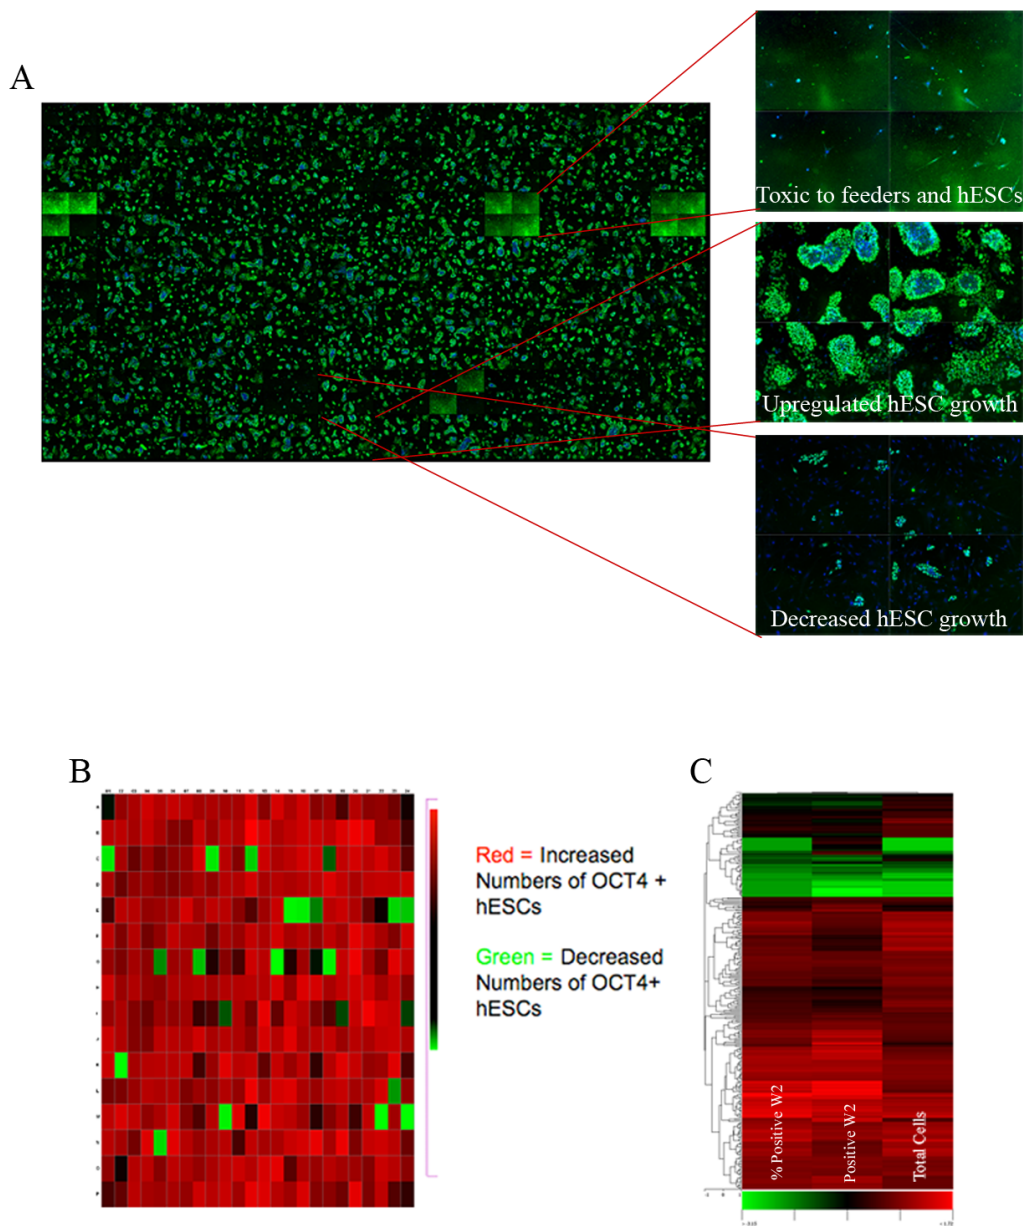 A
Toxic to feeders and hESCs
Upregulated hESC growth
Decreased hESC growth
B
Red = Increased
Numbers of OCT4 +
hESCs
Green = Decreased
Numbers of OCT4+
hESCs
C
% Positive W2
Positive W2
Total Cells